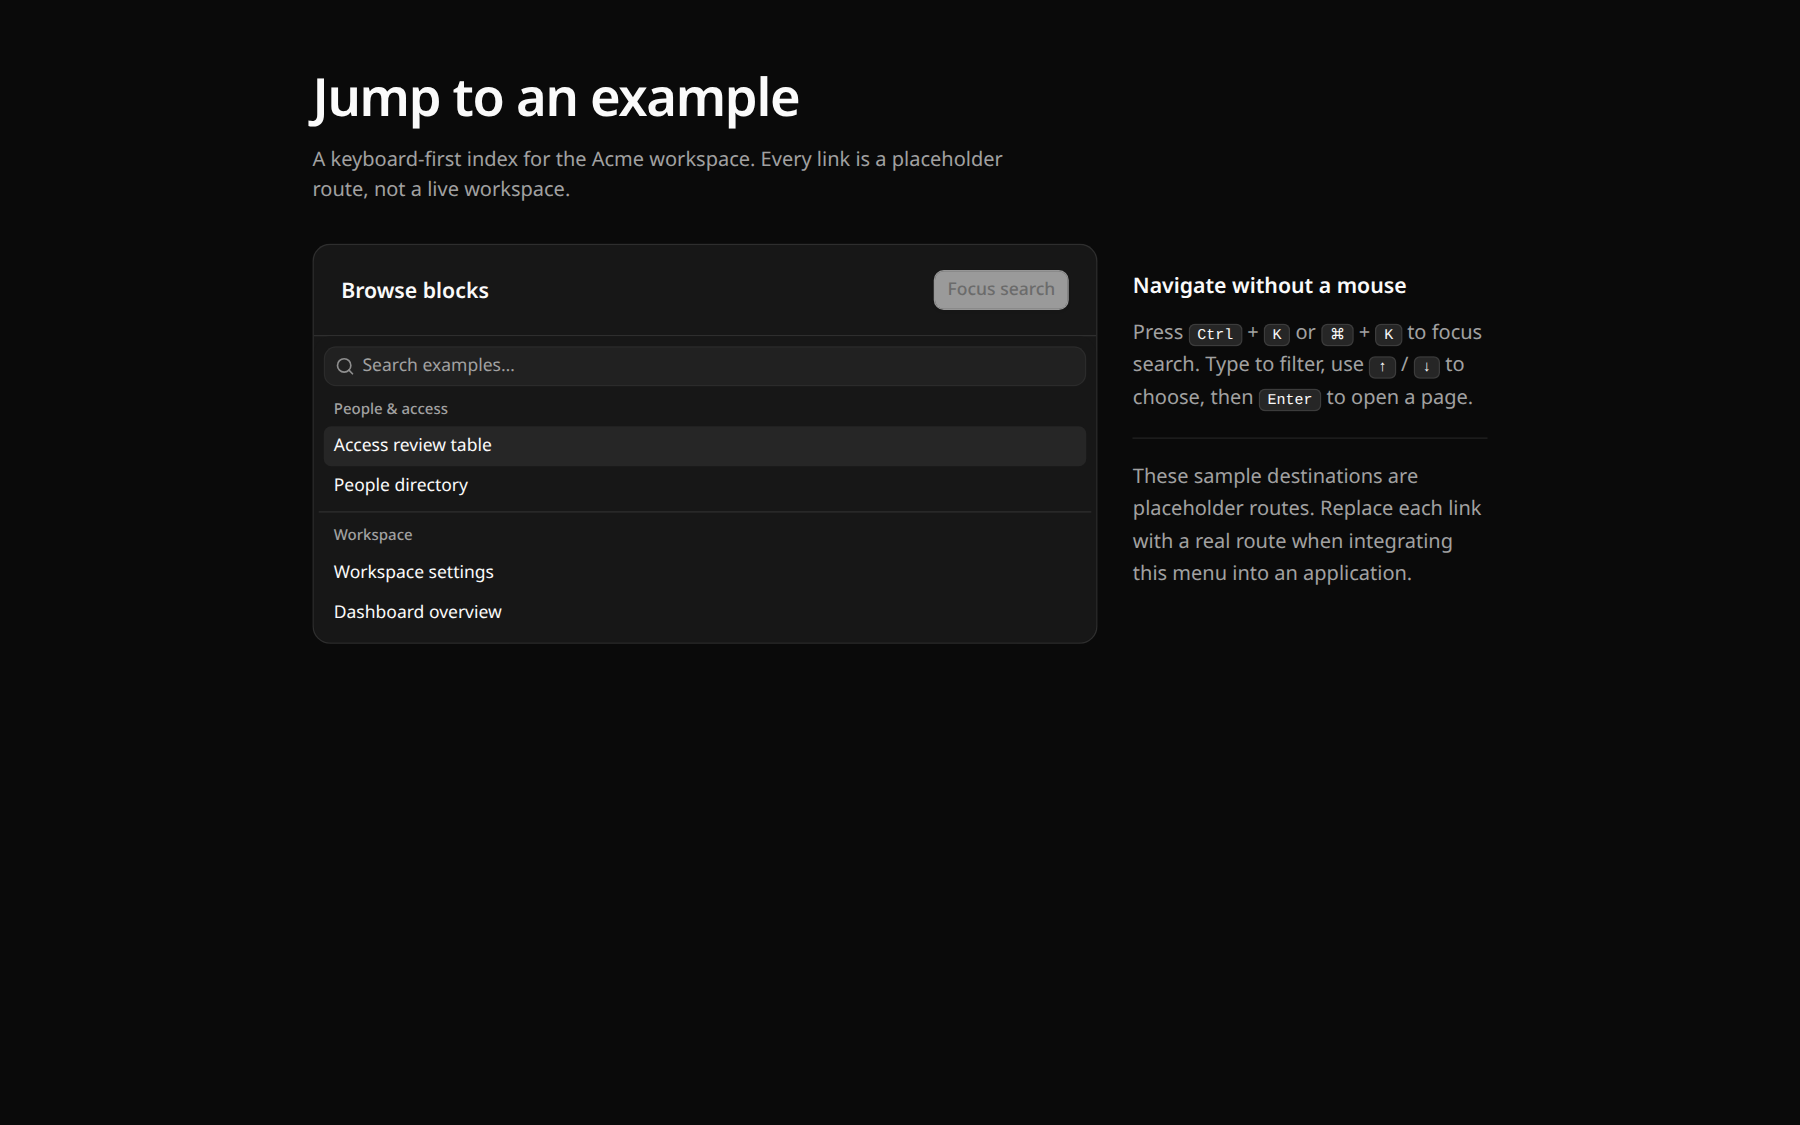 Jump to an example
A keyboard-first index for the Acme workspace. Every link is a placeholder
route, not a live workspace.
Browse blocks
Focus search
Search examples...
People & access
Access review table
People directory
Workspace
Workspace settings
Dashboard overview
Navigate without a mouse
Press Ctrl + K or ⌘ + K to focus
search. Type to filter, use ↑ / ↓ to
choose, then Enter to open a page.
These sample destinations are
placeholder routes. Replace each link
with a real route when integrating
this menu into an application.